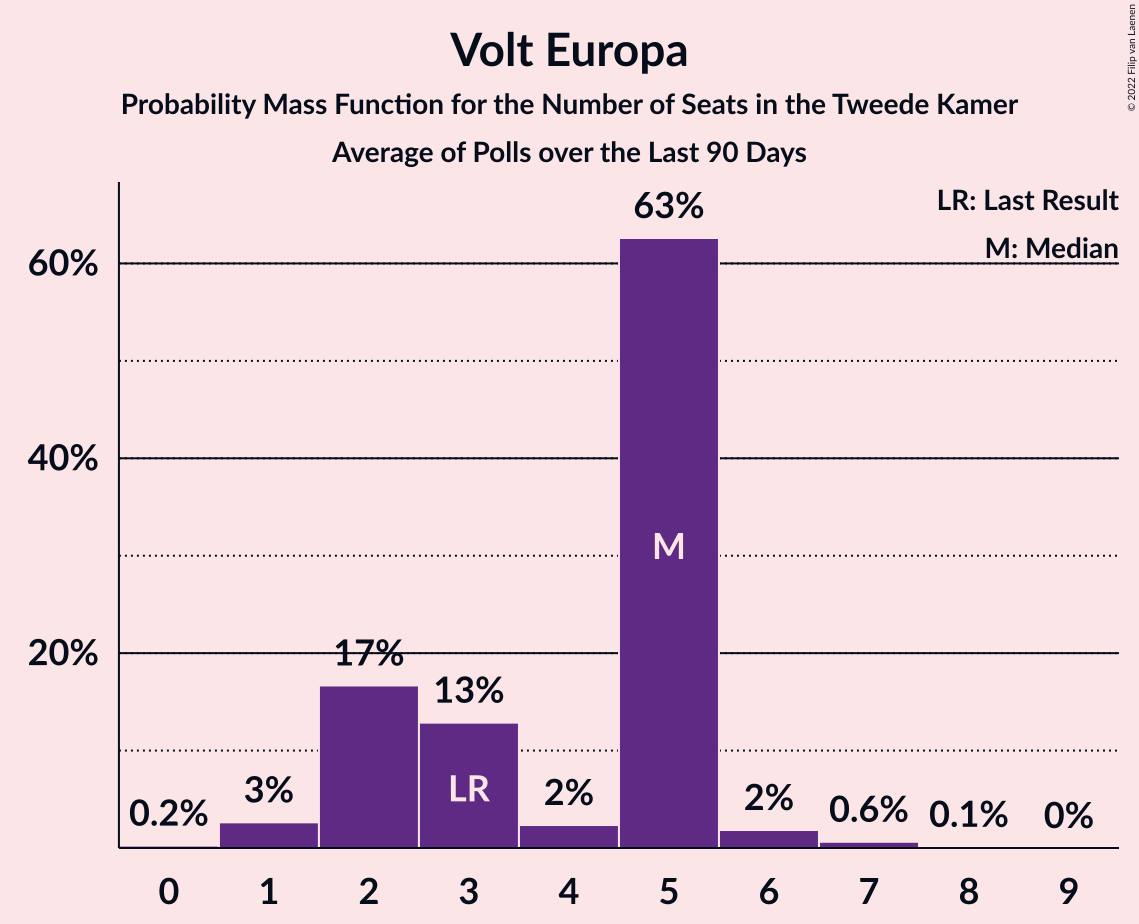 Volt Europa
Probability Mass Function for the Number of Seats in the Tweede Kamer
Average of Polls over the Last 90 Days
© 2022 Filip van Laenen
LR: Last Result
M: Median
60%
40%
20%
0.2%
3%
17%
13%
2%
63%
2%
0.6%
0.1%
0%
LR
M
0 1 2 3 4 5 6 7 8 9